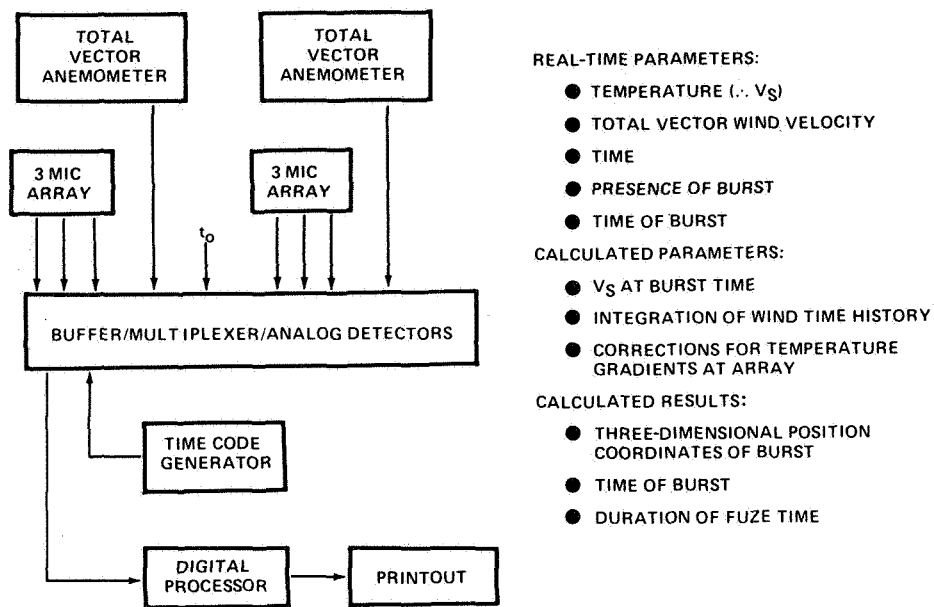 TOTAL
VECTOR
ANEMOMETER
TOTAL
VECTOR
ANEMOMETER
3 MIC
ARRAY
3 MIC
ARRAY
to
BUFFER/MULTIPLEXER/ANALOG DETECTORS
TIME CODE
GENERATOR
DIGITAL
PROCESSOR
PRINTOUT
REAL-TIME PARAMETERS:
● TEMPERATURE (∴ VS)
● TOTAL VECTOR WIND VELOCITY
● TIME
● PRESENCE OF BURST
● TIME OF BURST
CALCULATED PARAMETERS:
● VS AT BURST TIME
● INTEGRATION OF WIND TIME HISTORY
● CORRECTIONS FOR TEMPERATURE
GRADIENTS AT ARRAY
CALCULATED RESULTS:
● THREE-DIMENSIONAL POSITION
COORDINATES OF BURST
● TIME OF BURST
● DURATION OF FUZE TIME